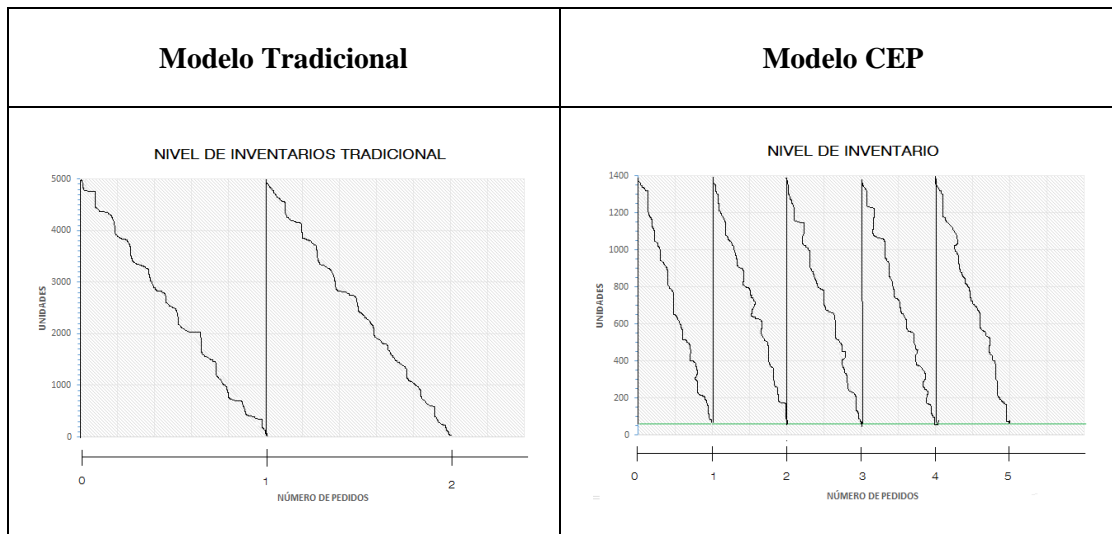 Modelo Tradicional
Modelo CEP
NIVEL DE INVENTARIOS TRADICIONAL
5000
4000
3000
2000
1000
0
UNIDADES
0
1
2
NÚMERO DE PEDIDOS
NIVEL DE INVENTARIO
1400
1200
1000
800
600
400
200
0
UNIDADES
0
1
2
3
4
5
NÚMERO DE PEDIDOS